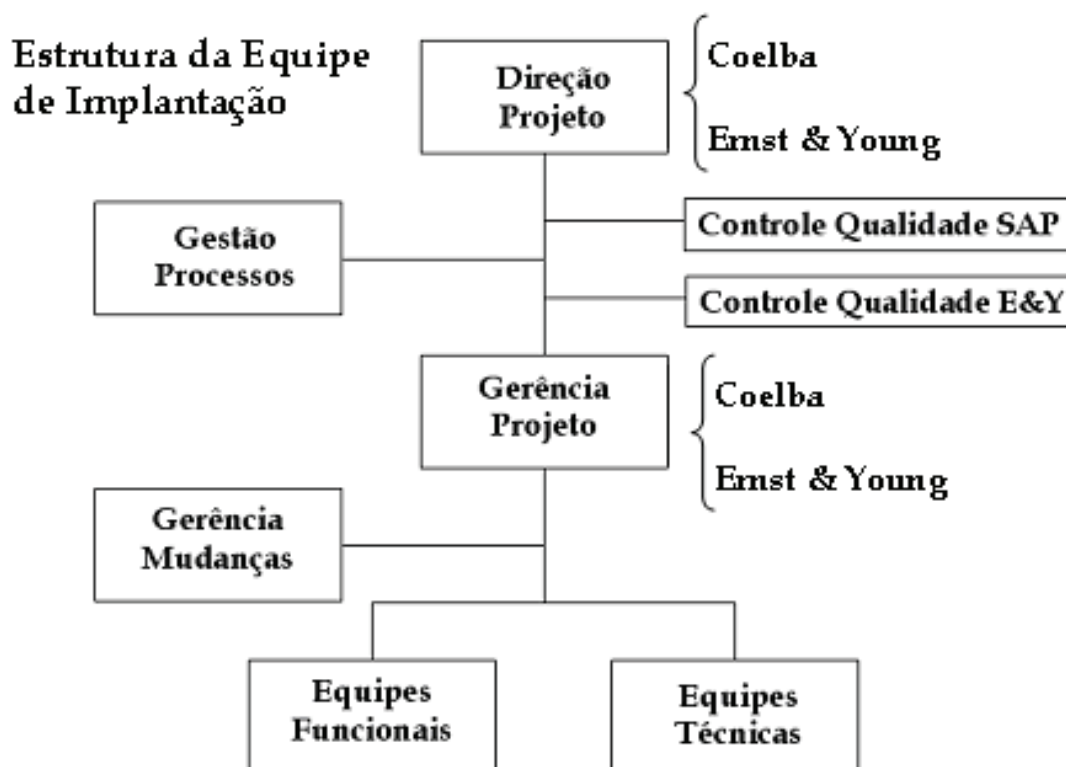 Estrutura da Equipe
de Implantação
Direção
Projeto
Coelba
Ernst & Young
Gestão
Processos
Controle Qualidade SAP
Controle Qualidade E&Y
Gerência
Projeto
Coelba
Ernst & Young
Gerência
Mudanças
Equipes
Funcionais
Equipes
Técnicas